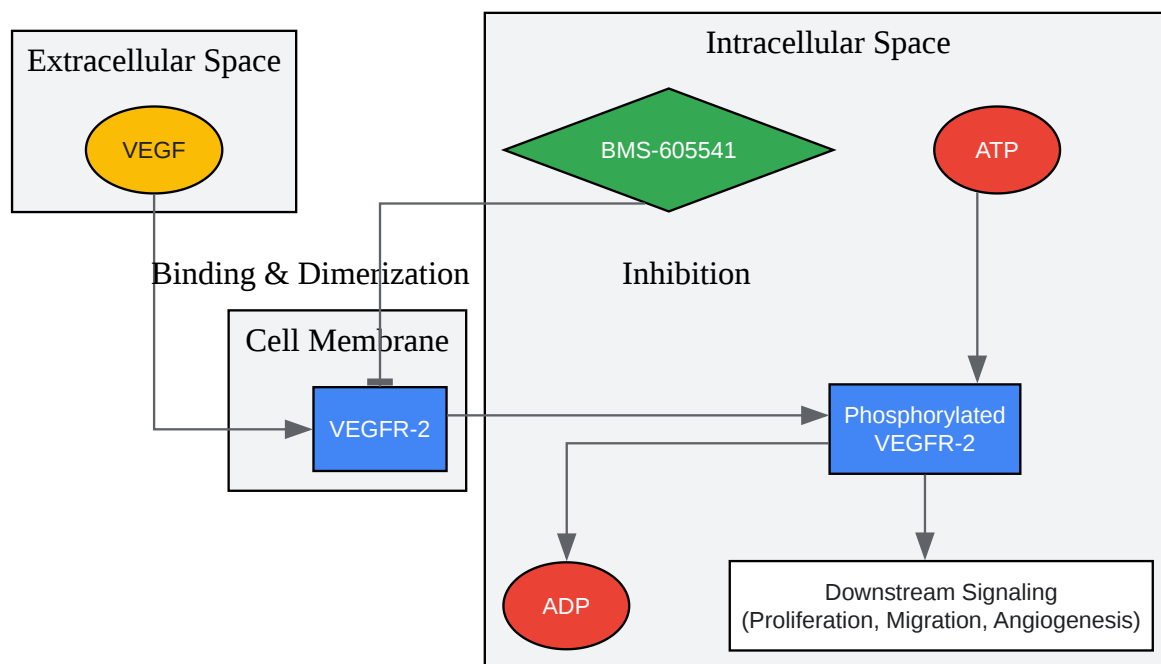 Intracellular Space
Extracellular Space
VEGF
BMS-605541
ATP
Binding & Dimerization
Inhibition
Cell Membrane
VEGFR-2
Phosphorylated
VEGFR-2
ADP
Downstream Signaling
(Proliferation, Migration, Angiogenesis)